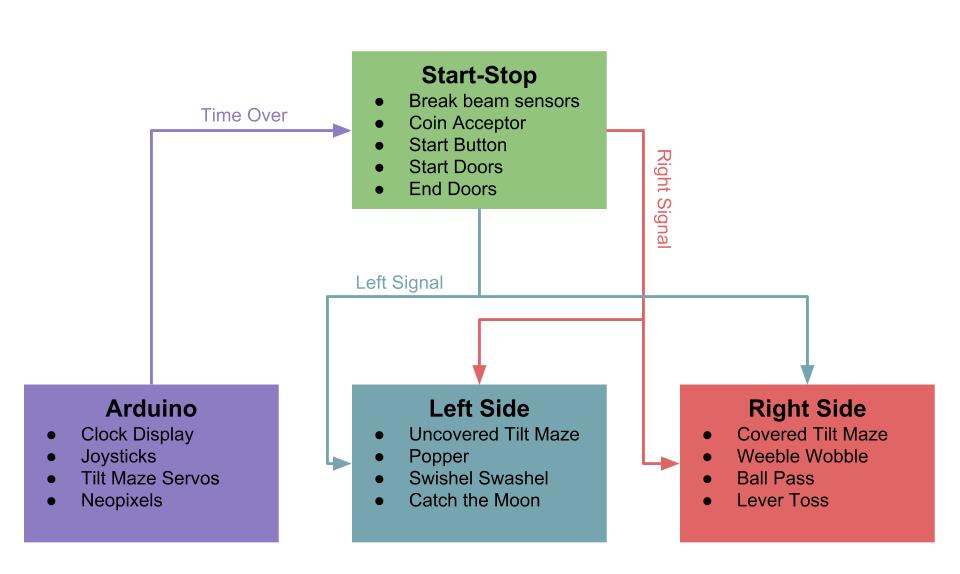 Start-Stop
● Break beam sensors
● Coin Acceptor
● Start Button
● Start Doors
● End Doors
Time Over
Right Signal
Left Signal
Arduino
● Clock Display
● Joysticks
● Tilt Maze Servos
● Neopixels
Left Side
● Uncovered Tilt Maze
● Popper
● Swishel Swashel
● Catch the Moon
Right Side
● Covered Tilt Maze
● Weeble Wobble
● Ball Pass
● Lever Toss